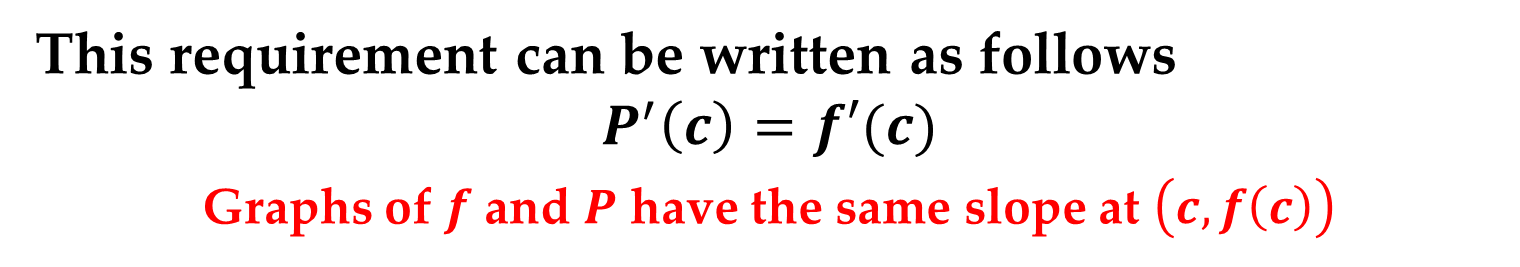 This requirement can be written as follows
P′(c) = f′(c)
Graphs of f and P have the same slope at (c, f(c))